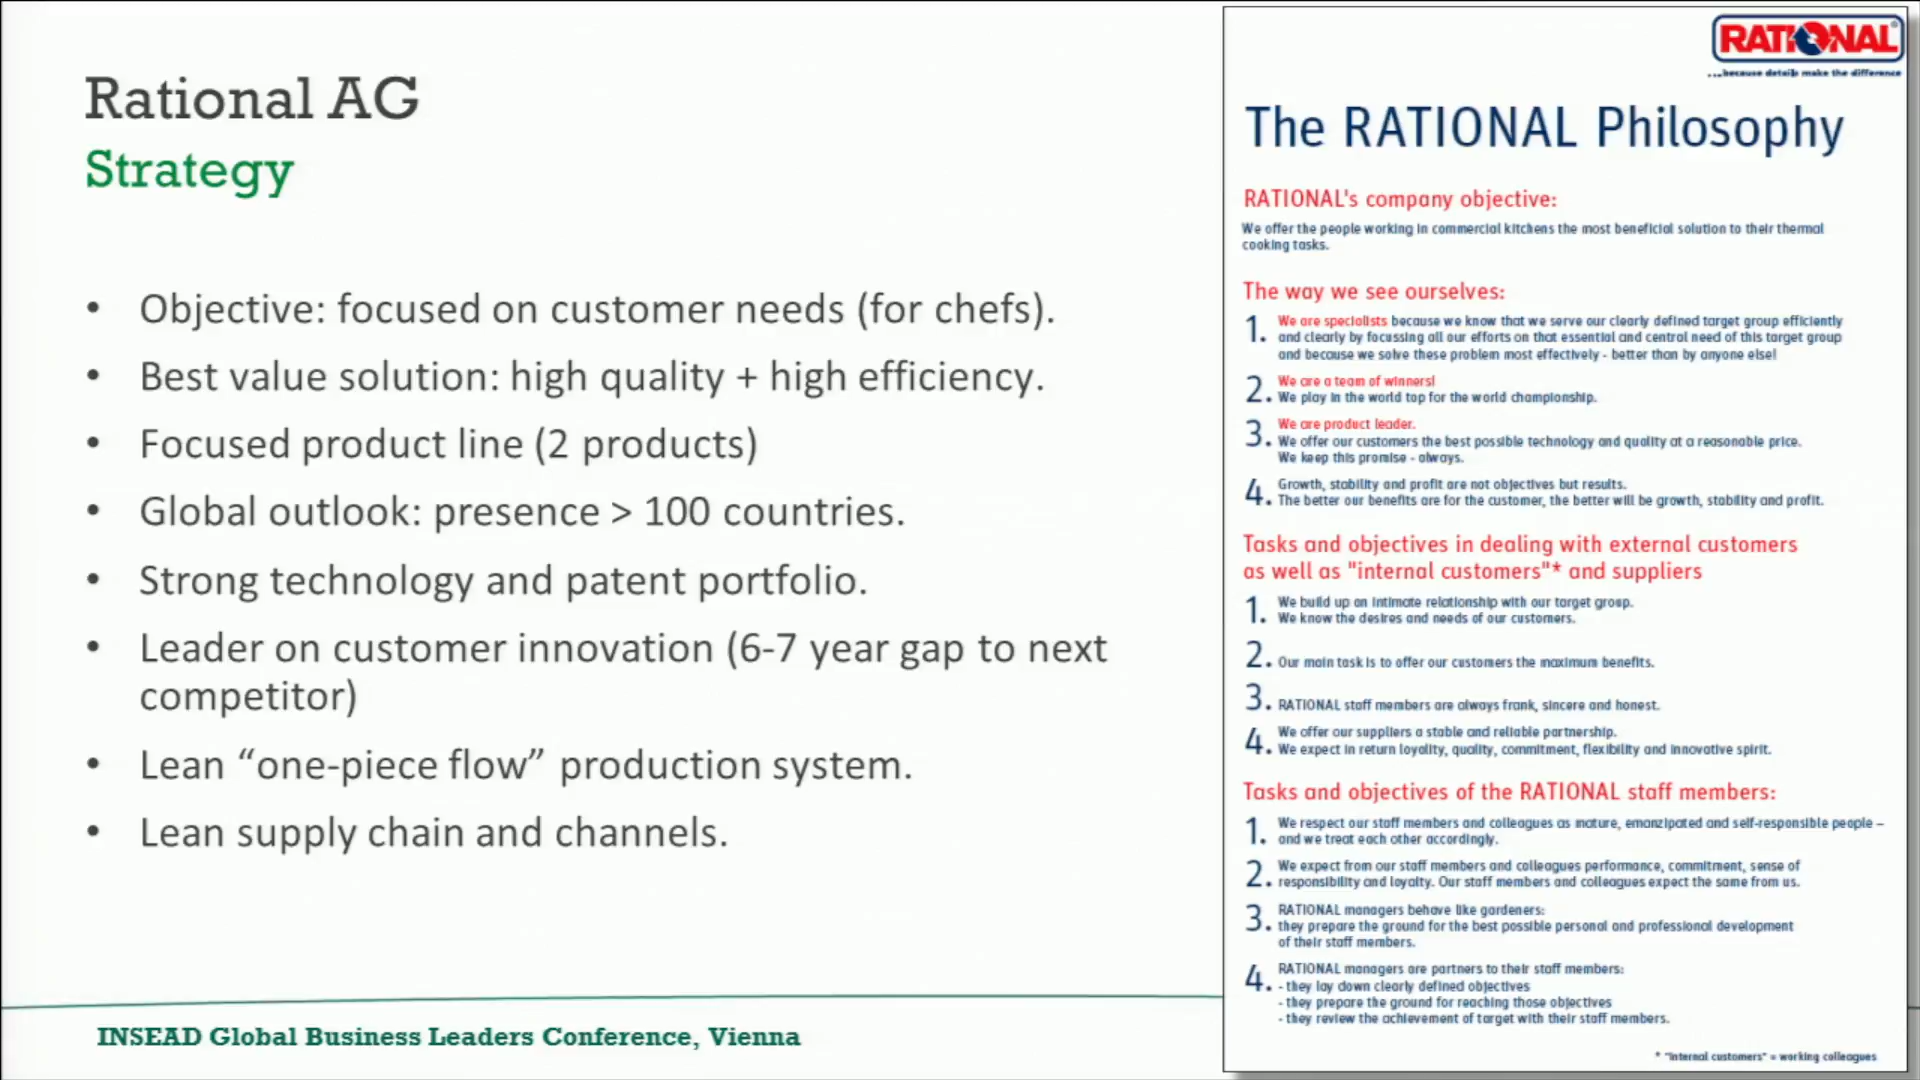 Rational AG
Strategy
• Objective: focused on customer needs (for chefs).
• Best value solution: high quality + high efficiency.
• Focused product line (2 products)
• Global outlook: presence > 100 countries.
• Strong technology and patent portfolio.
• Leader on customer innovation (6-7 year gap to next
competitor)
• Lean “one-piece flow” production system.
• Lean supply chain and channels.
INSEAD Global Business Leaders Conference, Vienna
RATIONAL®
...because details make the difference
The RATIONAL Philosophy
RATIONAL's company objective:
We offer the people working in commercial kitchens the most beneficial solution to their thermal
cooking tasks.
The way we see ourselves:
1. We are specialists because we know that we serve our clearly defined target group efficiently
and clearly by focussing all our efforts on that essential and central need of this target group
and because we solve these problem most effectively - better than by anyone else!
2. We are a team of winners!
We play in the world top for the world championship.
3. We are product leader.
We offer our customers the best possible technology and quality at a reasonable price.
We keep this promise - always.
4. Growth, stability and profit are not objectives but results.
The better our benefits are for the customer, the better will be growth, stability and profit.
Tasks and objectives in dealing with external customers
as well as "internal customers"* and suppliers
1. We build up an intimate relationship with our target group.
We know the desires and needs of our customers.
2. Our main task is to offer our customers the maximum benefits.
3. RATIONAL staff members are always frank, sincere and honest.
4. We offer our suppliers a stable and reliable partnership.
We expect in return loyality, quality, commitment, flexibility and innovative spirit.
Tasks and objectives of the RATIONAL staff members:
1. We respect our staff members and colleagues as mature, emanzipated and self-responsible people –
and we treat each other accordingly.
2. We expect from our staff members and colleagues performance, commitment, sense of
responsibility and loyalty. Our staff members and colleagues expect the same from us.
3. RATIONAL managers behave like gardeners:
they prepare the ground for the best possible personal and professional development
of their staff members.
4. RATIONAL managers are partners to their staff members:
- they lay down clearly defined objectives
- they prepare the ground for reaching those objectives
- they review the achievement of target with their staff members.
* "internal customers" = working colleagues